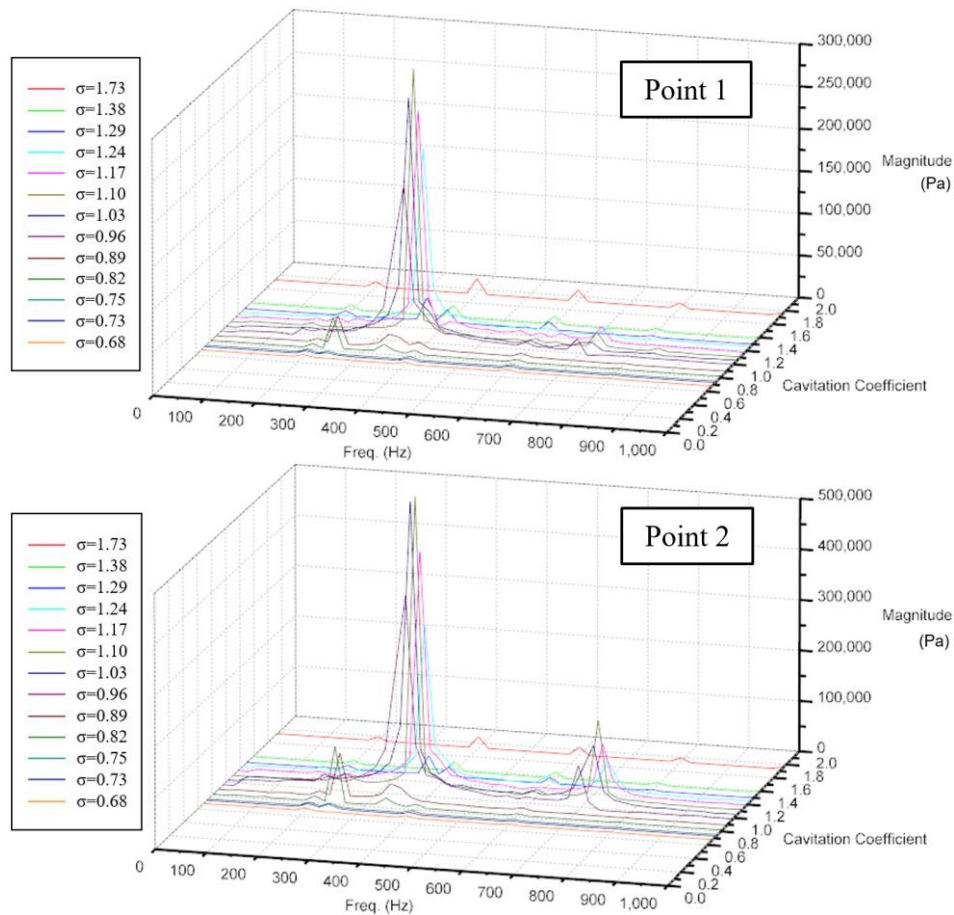 Point 1
σ=1.73
σ=1.38
σ=1.29
σ=1.24
σ=1.17
σ=1.10
σ=1.03
σ=0.96
σ=0.89
σ=0.82
σ=0.75
σ=0.73
σ=0.68
300,000
250,000
200,000
150,000
100,000
50,000
0
Magnitude
(Pa)
2.0
1.8
1.6
1.4
1.2
1.0
0.8
0.6
0.4
0.2
0.0
Cavitation Coefficient
0
100
200
300
400
500
600
700
800
900
1,000
Freq. (Hz)
Point 2
σ=1.73
σ=1.38
σ=1.29
σ=1.24
σ=1.17
σ=1.10
σ=1.03
σ=0.96
σ=0.89
σ=0.82
σ=0.75
σ=0.73
σ=0.68
500,000
400,000
300,000
200,000
100,000
0
Magnitude
(Pa)
2.0
1.8
1.6
1.4
1.2
1.0
0.8
0.6
0.4
0.2
0.0
Cavitation Coefficient
0
100
200
300
400
500
600
700
800
900
1,000
Freq. (Hz)